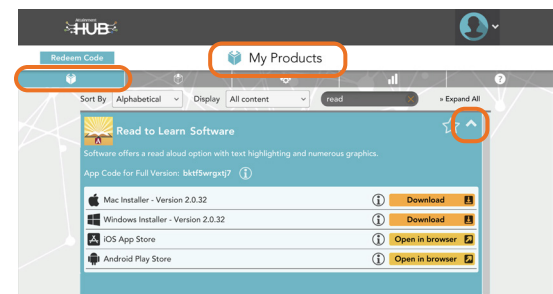 Attainment
HUB
Redeem Code
My Products
?
Sort By Alphabetical Display All content read » Expand All
Read to Learn Software
Software offers a read aloud option with text highlighting and numerous graphics.
App Code for Full Version: bktf5wrgxtj7 i
Mac Installer - Version 2.0.32 i Download
Windows Installer - Version 2.0.32 i Download
iOS App Store i Open in browser
Android Play Store i Open in browser